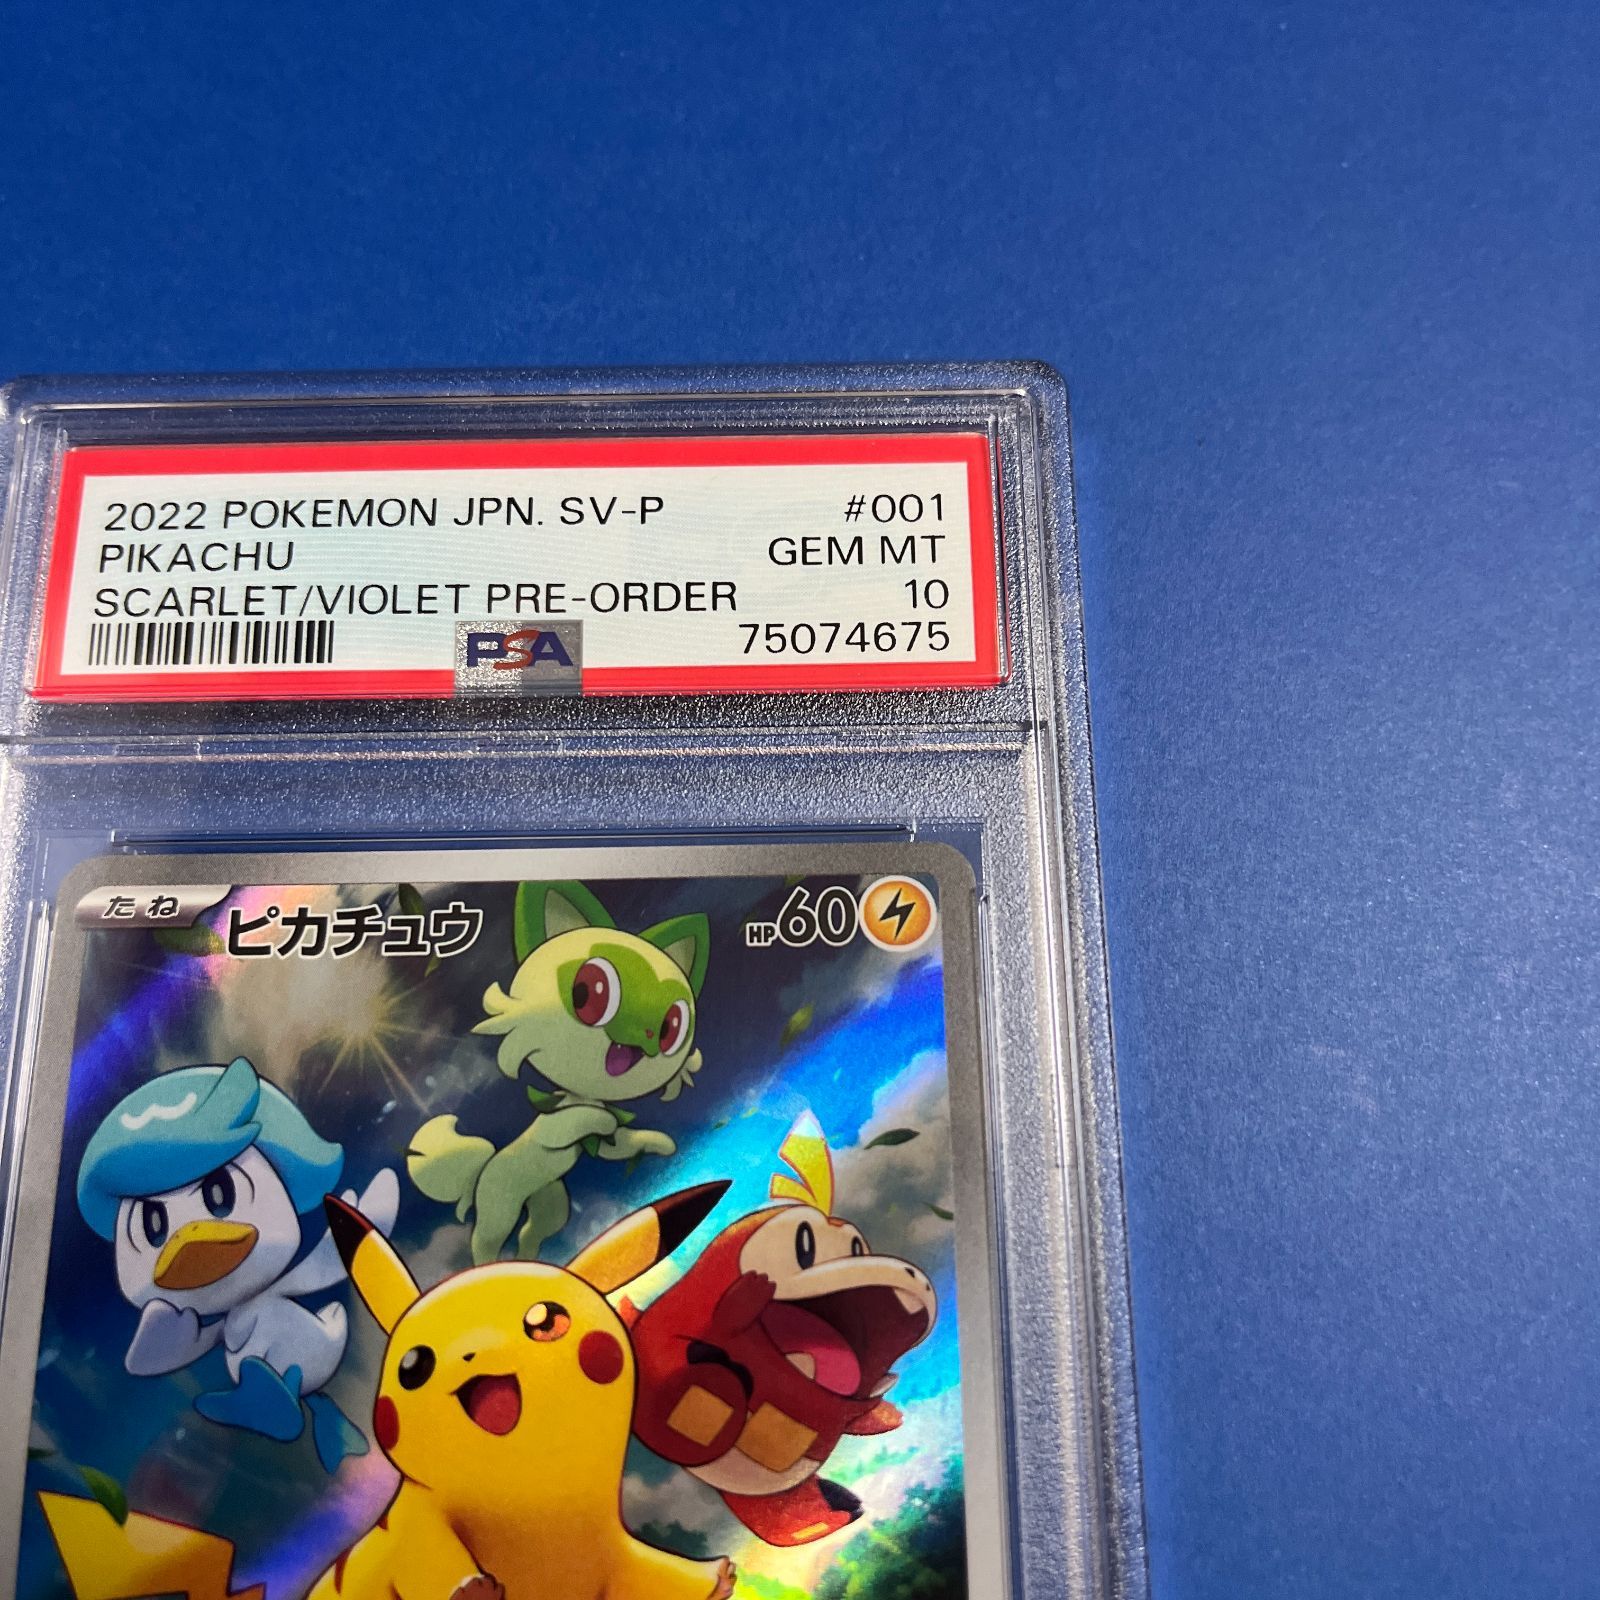 2022 POKEMON JPN. SV-P #001
PIKACHU GEM MT
SCARLET/VIOLET PRE-ORDER 10
PSA 75074675
たね ピカチュウ HP60